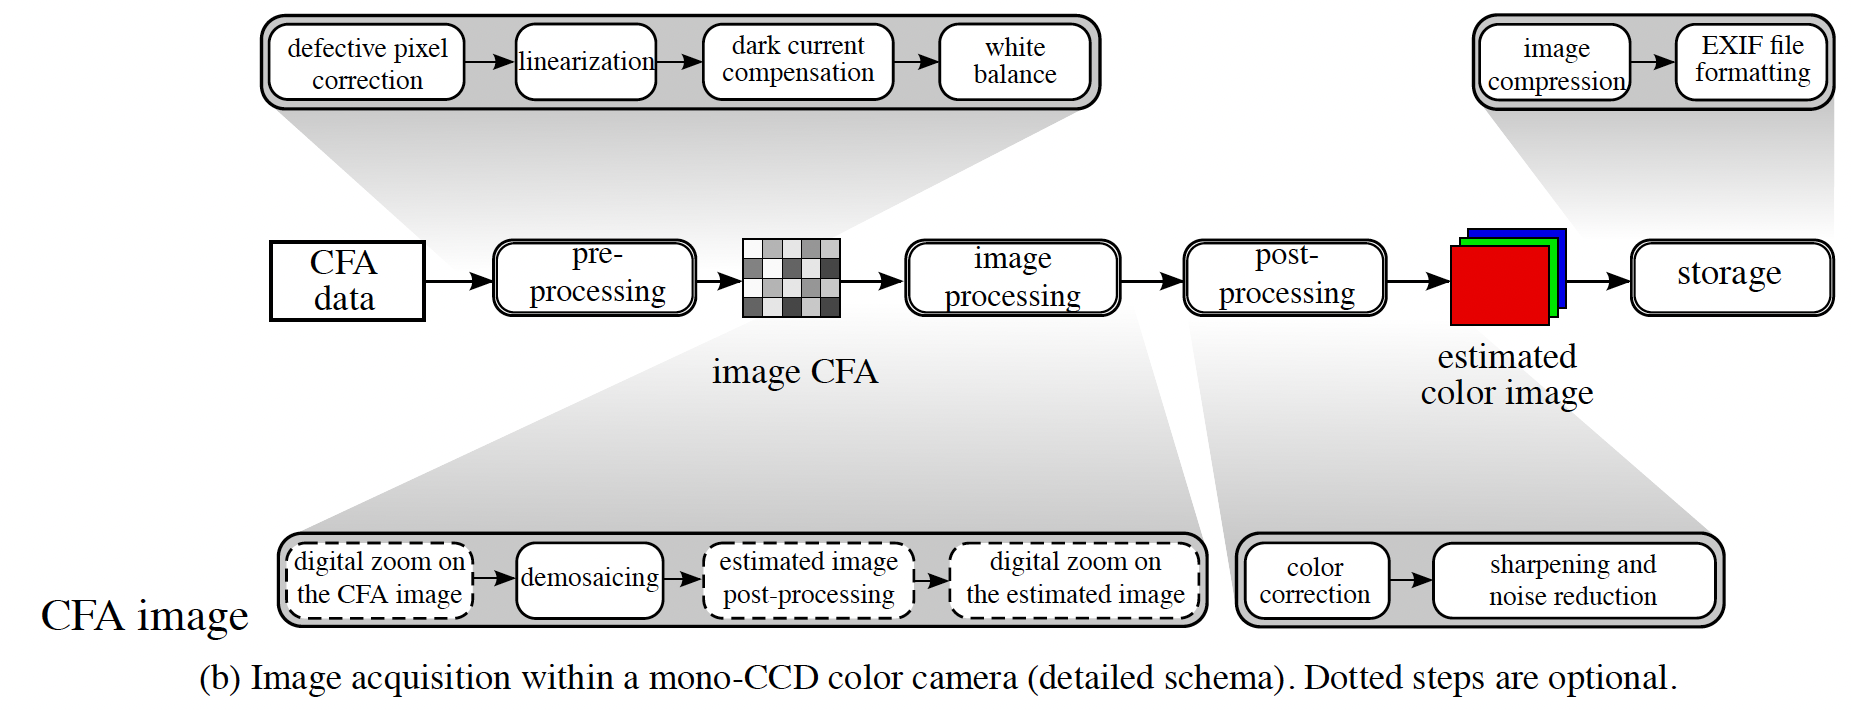 defective pixel
correction
linearization
dark current
compensation
white
balance
image
compression
EXIF file
formatting
CFA
data
pre-
processing
image CFA
image
processing
post-
processing
estimated
color image
storage
digital zoom on
the CFA image
demosaicing
estimated image
post-processing
digital zoom on
the estimated image
color
correction
sharpening and
noise reduction
CFA image
(b) Image acquisition within a mono-CCD color camera (detailed schema). Dotted steps are optional.